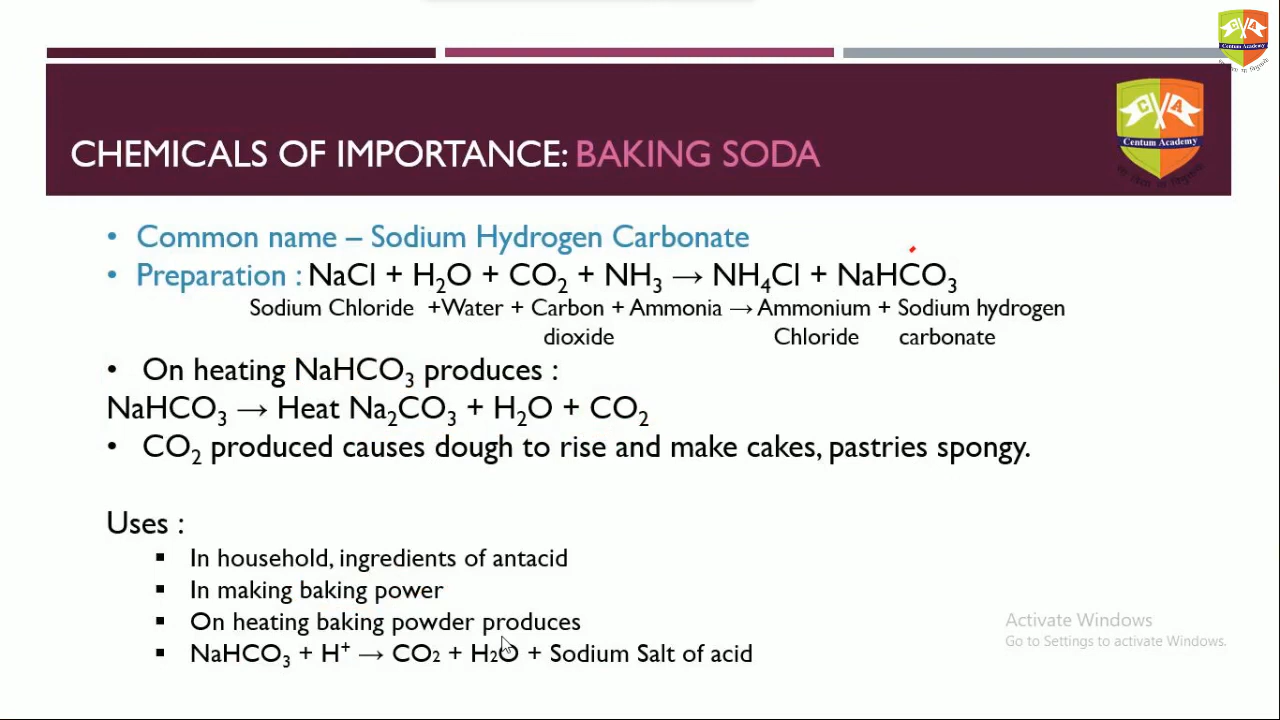 Centum Academy
C A
Centum Academy
CHEMICALS OF IMPORTANCE: BAKING SODA
• Common name – Sodium Hydrogen Carbonate
• Preparation : NaCl + H₂O + CO₂ + NH₃ → NH₄Cl + NaHCO₃
Sodium Chloride +Water + Carbon + Ammonia → Ammonium + Sodium hydrogen
dioxide Chloride carbonate
• On heating NaHCO₃ produces :
NaHCO₃ → Heat Na₂CO₃ + H₂O + CO₂
• CO₂ produced causes dough to rise and make cakes, pastries spongy.
Uses :
▪ In household, ingredients of antacid
▪ In making baking power
▪ On heating baking powder produces
▪ NaHCO₃ + H⁺ → CO₂ + H₂O + Sodium Salt of acid
Activate Windows
Go to Settings to activate Windows.